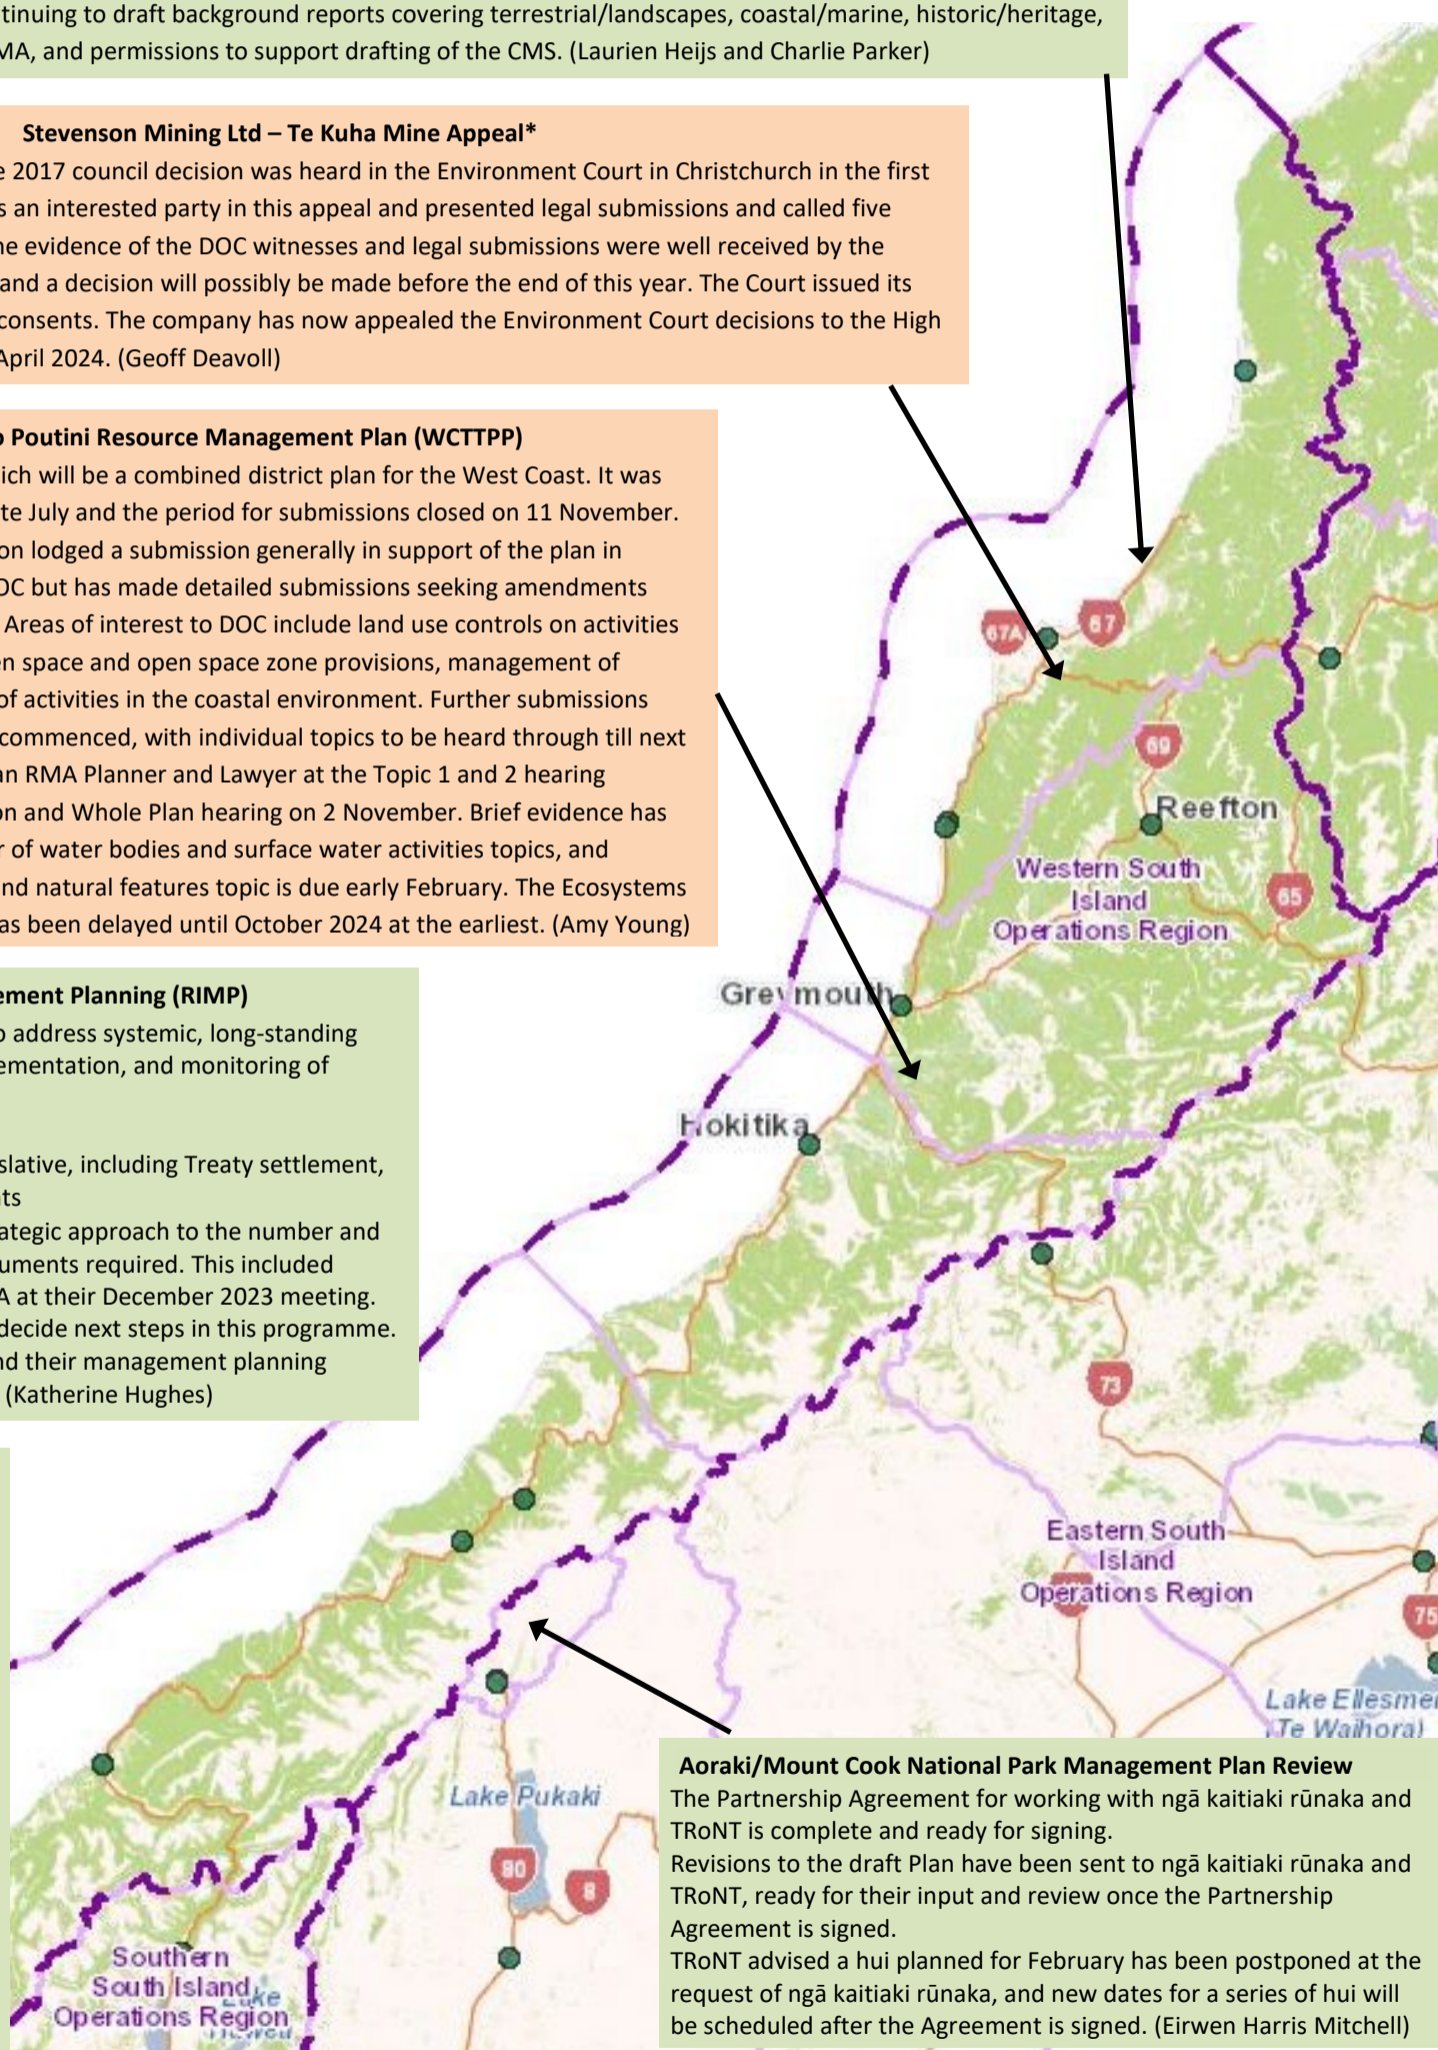 tinuing to draft background reports covering terrestrial/landscapes, coastal/marine, historic/heritage,
MA, and permissions to support drafting of the CMS. (Laurien Heijs and Charlie Parker)
Stevenson Mining Ltd – Te Kuha Mine Appeal*
e 2017 council decision was heard in the Environment Court in Christchurch in the first
s an interested party in this appeal and presented legal submissions and called five
ne evidence of the DOC witnesses and legal submissions were well received by the
and a decision will possibly be made before the end of this year. The Court issued its
consents. The company has now appealed the Environment Court decisions to the High
April 2024. (Geoff Deavoll)
o Poutini Resource Management Plan (WCTTPP)
ich will be a combined district plan for the West Coast. It was
te July and the period for submissions closed on 11 November.
on lodged a submission generally in support of the plan in
OC but has made detailed submissions seeking amendments
Areas of interest to DOC include land use controls on activities
en space and open space zone provisions, management of
of activities in the coastal environment. Further submissions
commenced, with individual topics to be heard through till next
an RMA Planner and Lawyer at the Topic 1 and 2 hearing
on and Whole Plan hearing on 2 November. Brief evidence has
r of water bodies and surface water activities topics, and
nd natural features topic is due early February. The Ecosystems
as been delayed until October 2024 at the earliest. (Amy Young)
ement Planning (RIMP)
o address systemic, long-standing
ementation, and monitoring of
slative, including Treaty settlement,
nts
rategic approach to the number and
uments required. This included
A at their December 2023 meeting.
decide next steps in this programme.
nd their management planning
(Katherine Hughes)
67A
67
69
Reefton
Western South
Island
Operations Region
65
Greymouth
Hokitika
73
Eastern South
Island
Operations Region
75
Lake Ellesmer
(Te Waihora)
Lake Pukaki
80
8
Southern
South Island
Operations Region
Lake
Aoraki/Mount Cook National Park Management Plan Review
The Partnership Agreement for working with ngā kaitiaki rūnaka and
TRoNT is complete and ready for signing.
Revisions to the draft Plan have been sent to ngā kaitiaki rūnaka and
TRoNT, ready for their input and review once the Partnership
Agreement is signed.
TRoNT advised a hui planned for February has been postponed at the
request of ngā kaitiaki rūnaka, and new dates for a series of hui will
be scheduled after the Agreement is signed. (Eirwen Harris Mitchell)